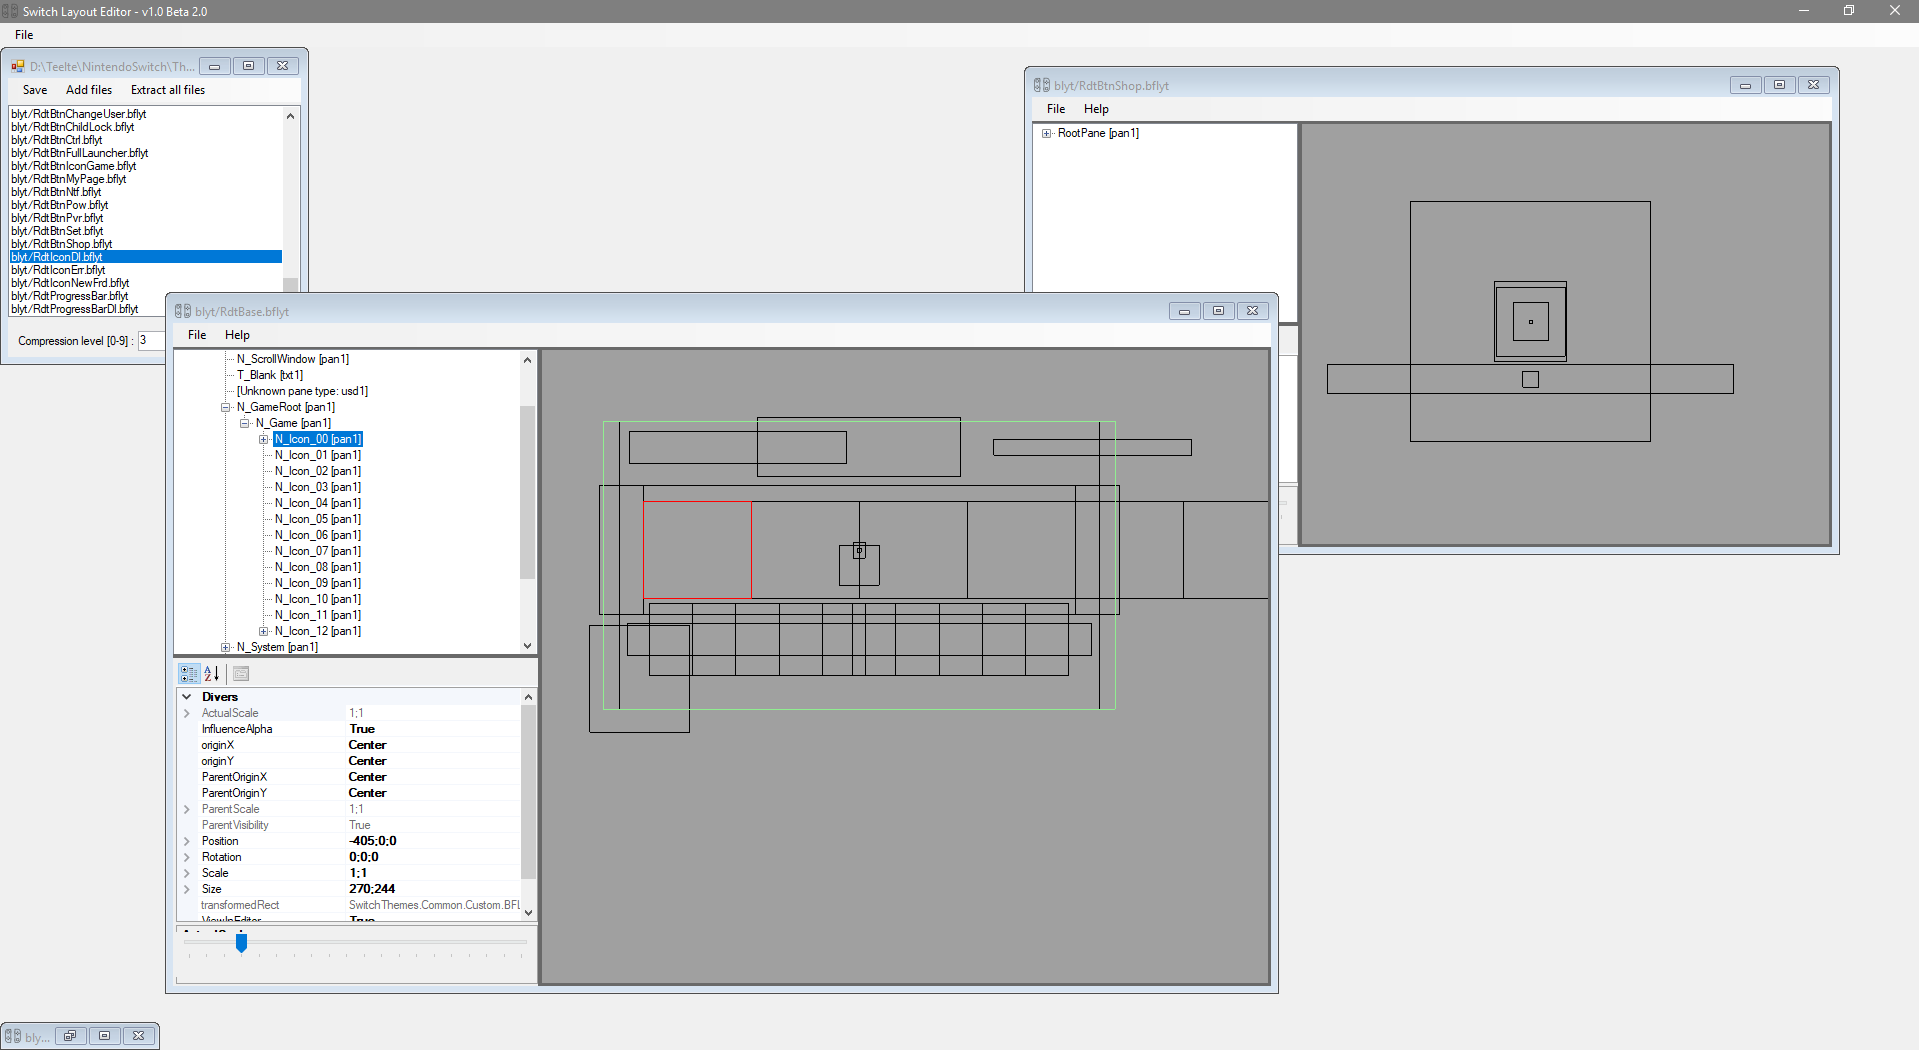 Switch Layout Editor - v1.0 Beta 2.0
File
D:\Teelte\NintendoSwitch\Th...
Save Add files Extract all files
blyt/RdtBtnChangeUser.bflyt
blyt/RdtBtnChildLock.bflyt
blyt/RdtBtnCtrl.bflyt
blyt/RdtBtnFullLauncher.bflyt
blyt/RdtBtnIconGame.bflyt
blyt/RdtBtnMyPage.bflyt
blyt/RdtBtnNtf.bflyt
blyt/RdtBtnPow.bflyt
blyt/RdtBtnPvr.bflyt
blyt/RdtBtnSet.bflyt
blyt/RdtBtnShop.bflyt
blyt/RdtIconDl.bflyt
blyt/RdtIconErr.bflyt
blyt/RdtIconNewFrd.bflyt
blyt/RdtProgressBar.bflyt
blyt/RdtProgressBarDl.bflyt
Compression level [0-9] : 3
blyt/RdtBtnShop.bflyt
File Help
RootPane [pan1]
blyt/RdtBase.bflyt
File Help
N_ScrollWindow [pan1]
T_Blank [txt1]
[Unknown pane type: usd1]
N_GameRoot [pan1]
N_Game [pan1]
N_Icon_00 [pan1]
N_Icon_01 [pan1]
N_Icon_02 [pan1]
N_Icon_03 [pan1]
N_Icon_04 [pan1]
N_Icon_05 [pan1]
N_Icon_06 [pan1]
N_Icon_07 [pan1]
N_Icon_08 [pan1]
N_Icon_09 [pan1]
N_Icon_10 [pan1]
N_Icon_11 [pan1]
N_Icon_12 [pan1]
N_System [pan1]
Divers
ActualScale 1;1
InfluenceAlpha True
originX Center
originY Center
ParentOriginX Center
ParentOriginY Center
ParentScale 1;1
ParentVisibility True
Position -405;0;0
Rotation 0;0;0
Scale 1;1
Size 270;244
transformedRect SwitchThemes.Common.Custom.BFL
ViewInEditor True
bly...